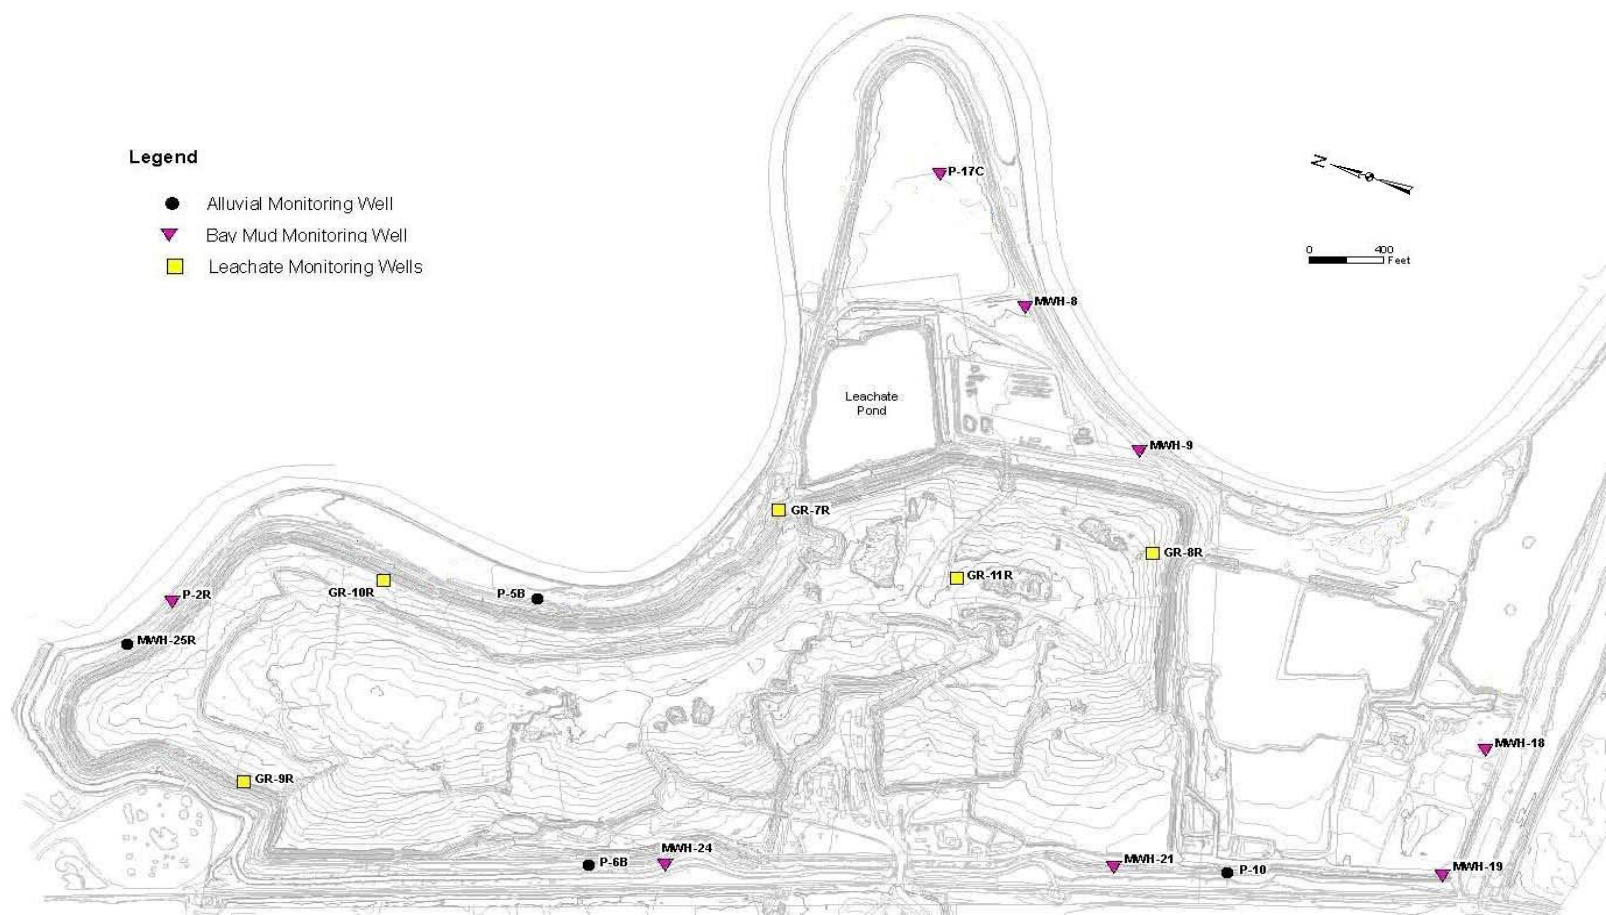 Legend
Alluvial Monitoring Well
Bay Mud Monitoring Well
Leachate Monitoring Wells
N
0 400
Feet
P-17C
MWH-8
Leachate
Pond
MWH-9
GR-7R
GR-8R
GR-11R
GR-10R
P-5B
P-2R
MWH-25R
MWH-18
GR-9R
MWH-24
P-6B
MWH-21
P-10
MWH-19